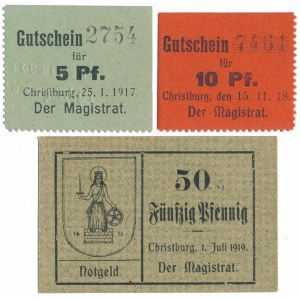 Gutschein 2754
für
5 Pf.
Christburg, 25. 1. 1917.
Der Magistrat.
Gutschein 7461
für
10 Pf.
Christburg, den 15. 11. 18.
Der Magistrat.
50
Fünfzig Pfennig
Christburg, 1. Juli 1919.
Notgeld.
Der Magistrat.